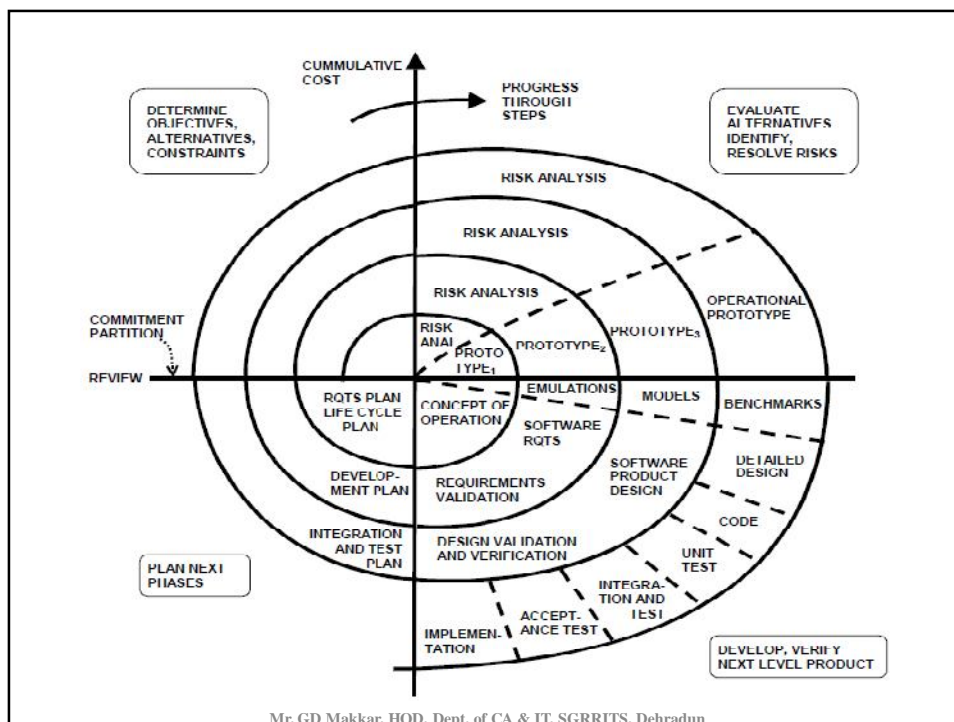 CUMMULATIVE
COST
PROGRESS
THROUGH
STEPS
DETERMINE
OBJECTIVES,
ALTERNATIVES,
CONSTRAINTS
EVALUATE
ALTERNATIVES
IDENTIFY,
RESOLVE RISKS
RISK ANALYSIS
RISK ANALYSIS
RISK ANALYSIS
RISK
ANAI
PROTO
TYPE1
PROTOTYPE2
PROTOTYPE3
OPERATIONAL
PROTOTYPE
COMMITMENT
PARTITION
REVIEW
RQTS PLAN
LIFE CYCLE
PLAN
CONCEPT OF
OPERATION
EMULATIONS
MODELS
BENCHMARKS
SOFTWARE
RQTS
SOFTWARE
PRODUCT
DESIGN
DETAILED
DESIGN
DEVELOP-
MENT PLAN
REQUIREMENTS
VALIDATION
CODE
INTEGRATION
AND TEST
PLAN
DESIGN VALIDATION
AND VERIFICATION
UNIT
TEST
PLAN NEXT
PHASES
INTEGRA-
TION AND
TEST
ACCEPT-
ANCE TEST
IMPLEMEN-
TATION
DEVELOP, VERIFY
NEXT LEVEL PRODUCT
Mr. GD Makkar, HOD, Dept. of CA & IT, SGRRITS, Dehradun